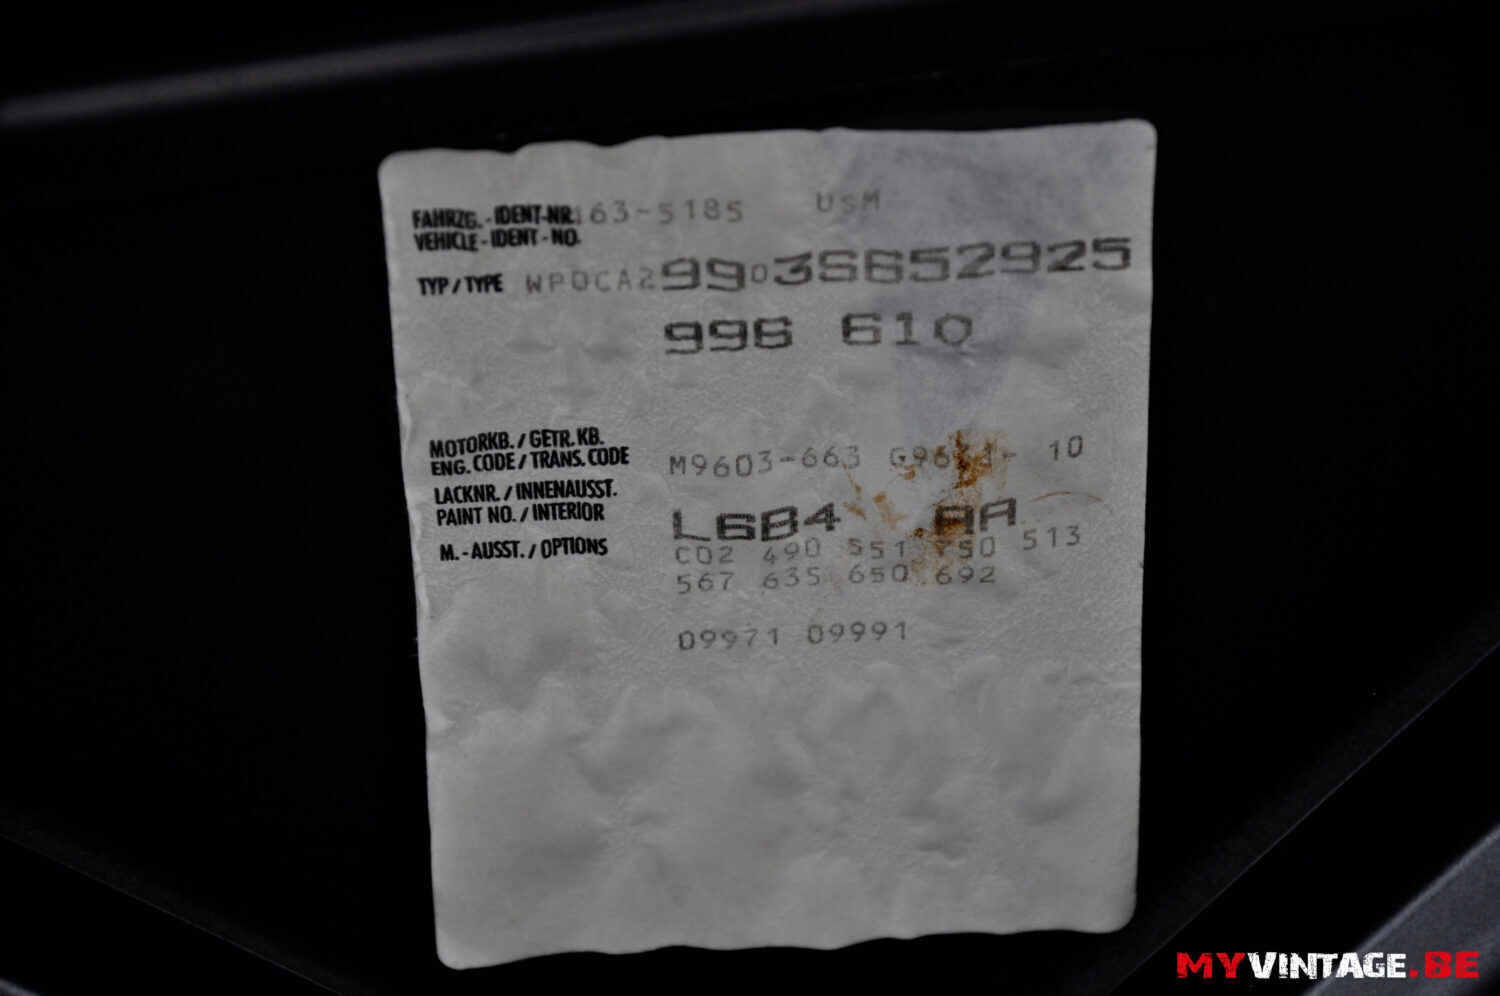 FAHRZG.-IDENT-NR. 163-5185 USM
VEHICLE-IDENT-NO.
TYP/TYPE WP0CA29903S652925
996 610
MOTORKB./GETR.KB.
ENG.CODE/TRANS.CODE M9603-663 10
LACKNR./INNENAUSST.
PAINT NO./INTERIOR L6B4 AA
M.-AUSST./OPTIONS C02 490 551 513
567 635 650 692
09971 09991
MYVINTAGE.BE